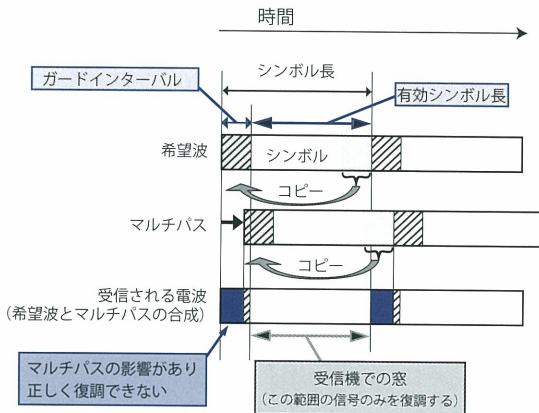 時間
シンボル長
ガードインターバル
有効シンボル長
希望波
シンボル
コピー
マルチパス
コピー
受信される電波
(希望波とマルチパスの合成)
マルチパスの影響があり
正しく復調できない
受信機での窓
(この範囲の信号のみを復調する)